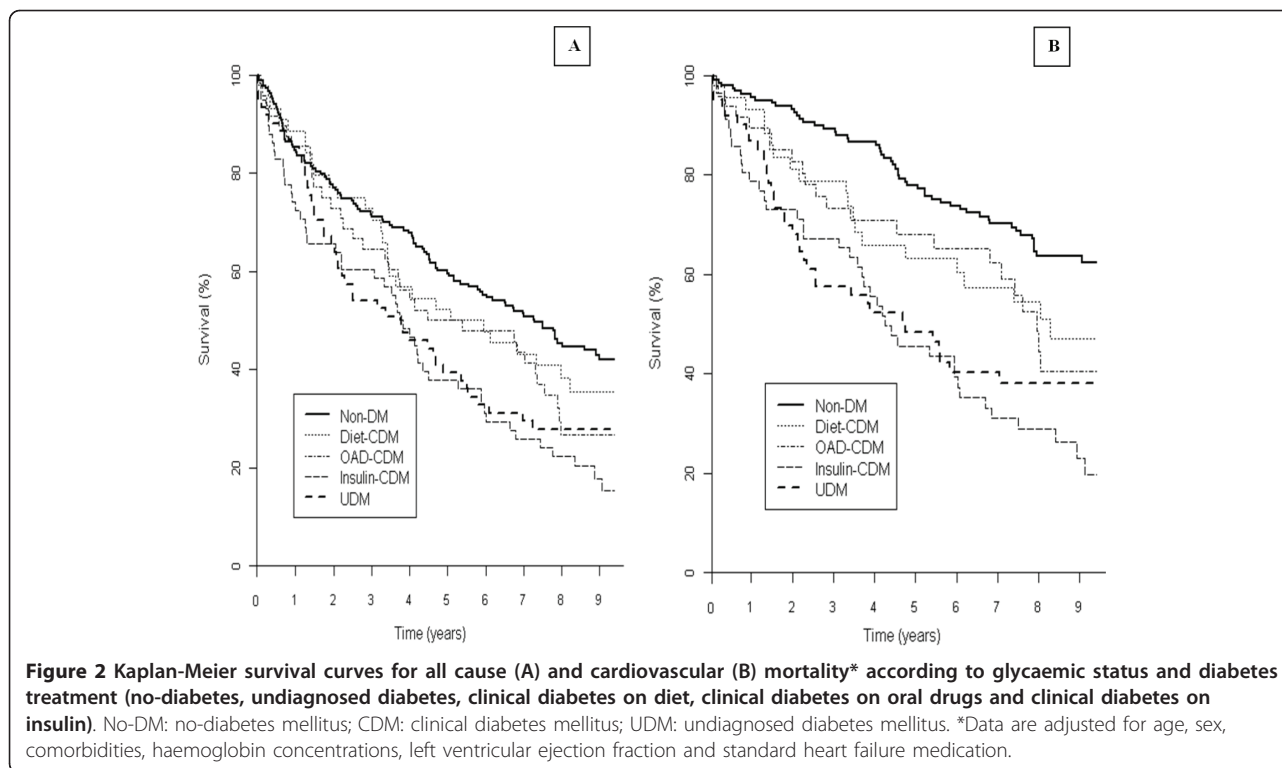 A
B
Survival (%)
100
80
60
40
20
0
Non-DM
Diet-CDM
OAD-CDM
Insulin-CDM
UDM
0 1 2 3 4 5 6 7 8 9
Time (years)
Survival (%)
100
80
60
40
20
0
Non-DM
Diet-CDM
OAD-CDM
Insulin-CDM
UDM
0 1 2 3 4 5 6 7 8 9
Time (years)
Figure 2 Kaplan-Meier survival curves for all cause (A) and cardiovascular (B) mortality* according to glycaemic status and diabetes
treatment (no-diabetes, undiagnosed diabetes, clinical diabetes on diet, clinical diabetes on oral drugs and clinical diabetes on
insulin). No-DM: no-diabetes mellitus; CDM: clinical diabetes mellitus; UDM: undiagnosed diabetes mellitus. *Data are adjusted for age, sex,
comorbidities, haemoglobin concentrations, left ventricular ejection fraction and standard heart failure medication.